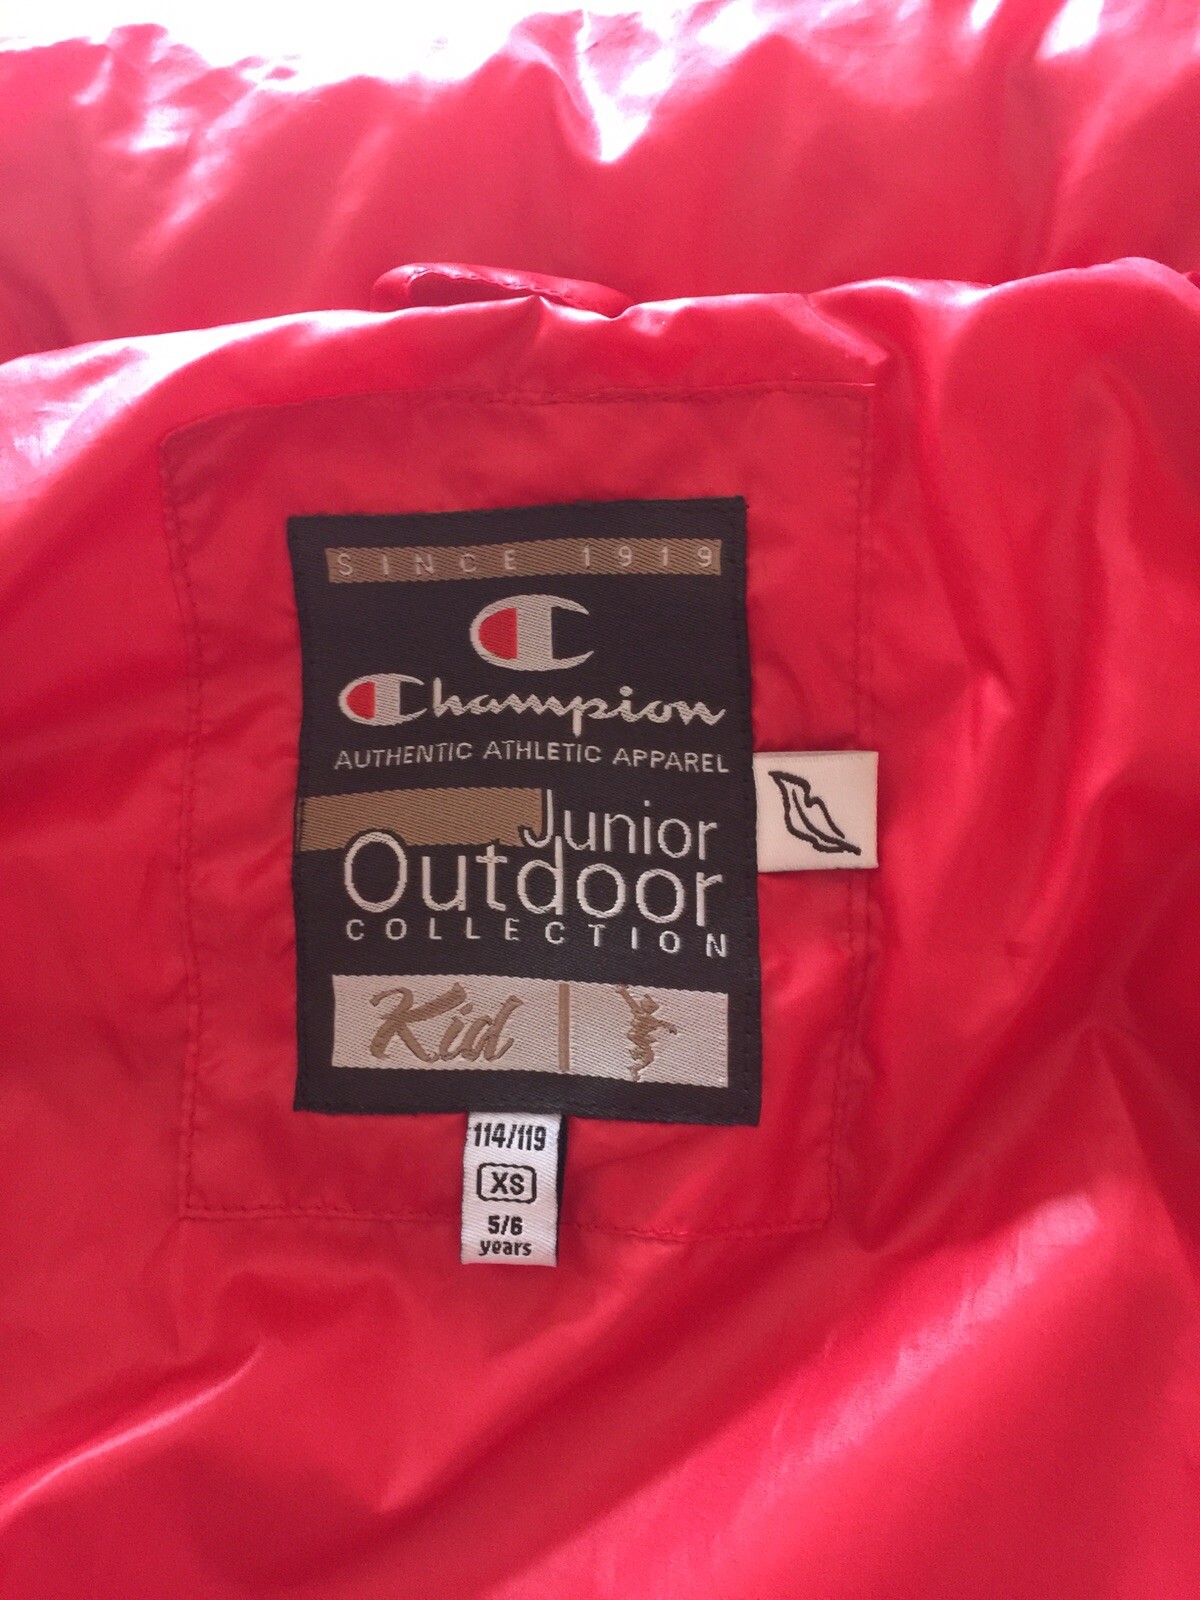 SINCE 1919
Champion
AUTHENTIC ATHLETIC APPAREL
Junior
Outdoor
COLLECTION
Kid
114/119
XS
5/6
years